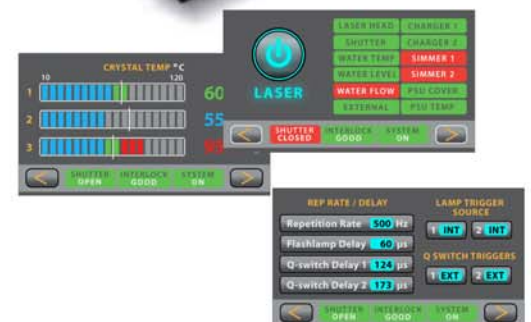 CRYSTAL TEMP °C
10 120
1 60
2 55
3
SHUTTER OPEN INTERLOCK GOOD SYSTEM ON
LASER
LASER HEAD CHARGER 1
SHUTTER CHARGER 2
WATER TEMP SIMMER 1
WATER LEVEL SIMMER 2
WATER FLOW PSU COVER
EXTERNAL PSU TEMP
SHUTTER CLOSED INTERLOCK GOOD SYSTEM ON
REP RATE / DELAY
Repetition Rate 500 Hz
Flashlamp Delay 60 µs
Q-switch Delay 1 124 µs
Q-switch Delay 2 173 µs
LAMP TRIGGER
SOURCE
1 INT 2 INT
Q SWITCH TRIGGERS
1 EXT 2 EXT
SHUTTER OPEN INTERLOCK GOOD SYSTEM ON